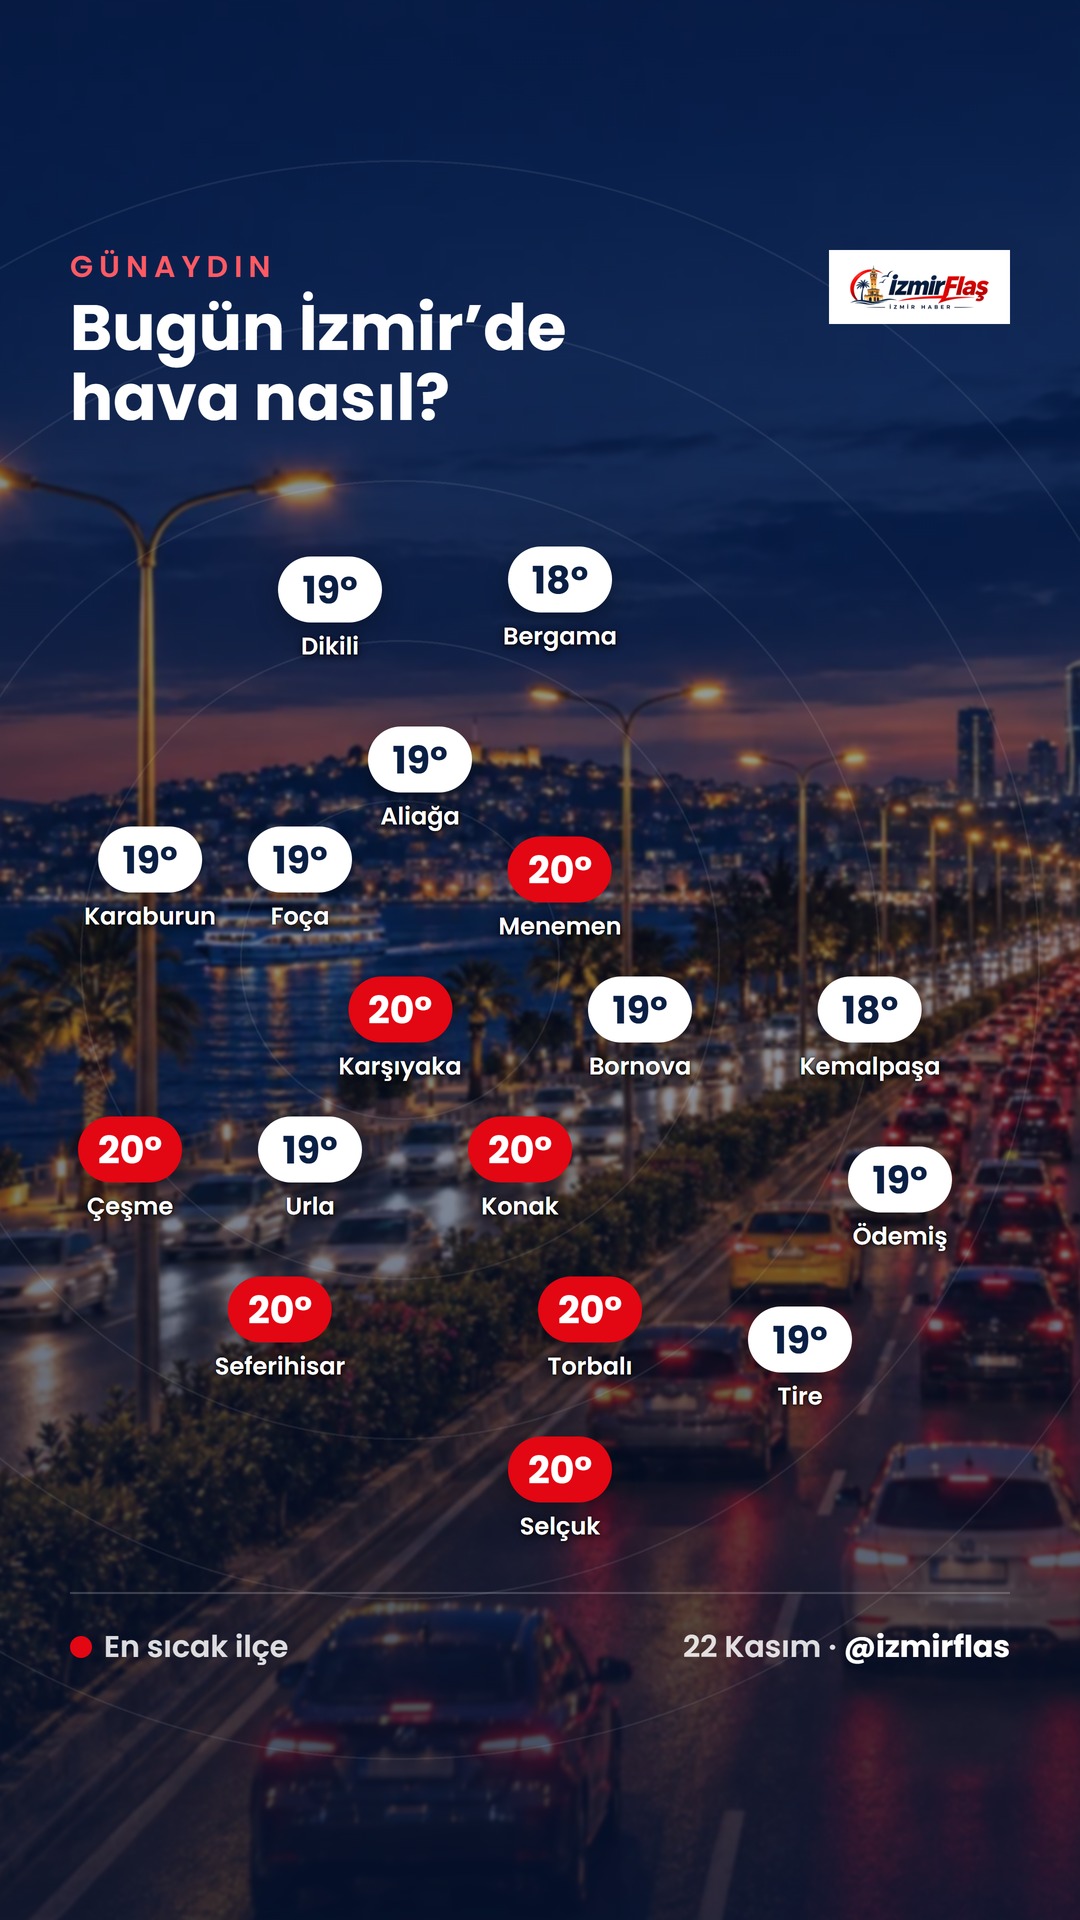 GÜNAYDIN
Bugün İzmir’de
hava nasıl?
izmirFlaş
İZMİR HABER
19°
Dikili
18°
Bergama
19°
Aliağa
19°
Karaburun
19°
Foça
20°
Menemen
20°
Karşıyaka
19°
Bornova
18°
Kemalpaşa
20°
Çeşme
19°
Urla
20°
Konak
19°
Ödemiş
20°
Seferihisar
20°
Torbalı
19°
Tire
20°
Selçuk
En sıcak ilçe
22 Kasım · @izmirflas